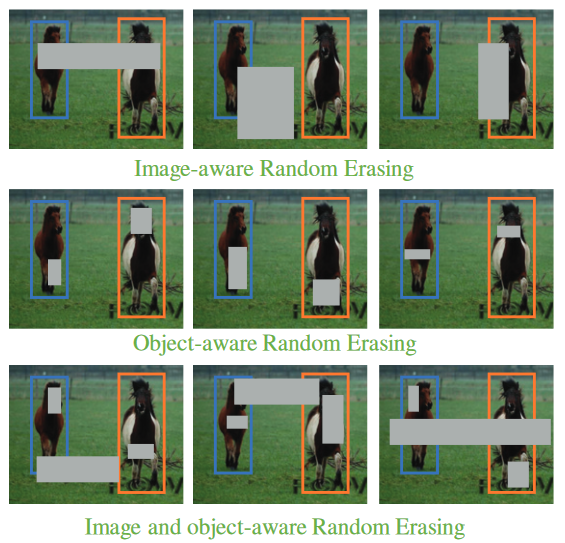 Image-aware Random Erasing
Object-aware Random Erasing
Image and object-aware Random Erasing